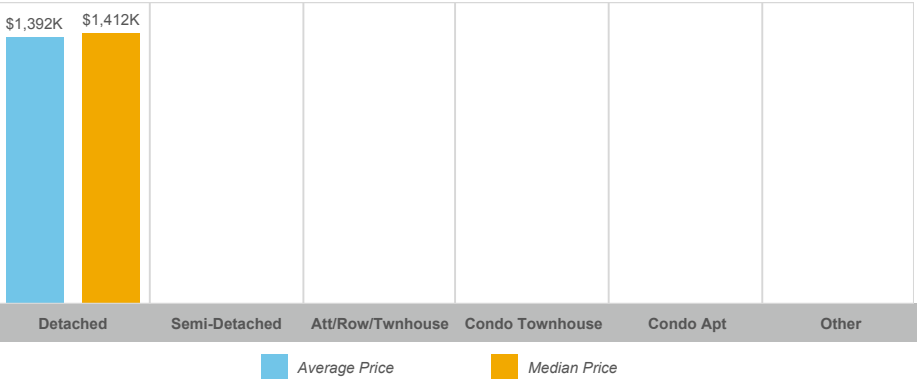 $1,392K $1,412K
Detached Semi-Detached Att/Row/Twnhouse Condo Townhouse Condo Apt Other
Average Price Median Price